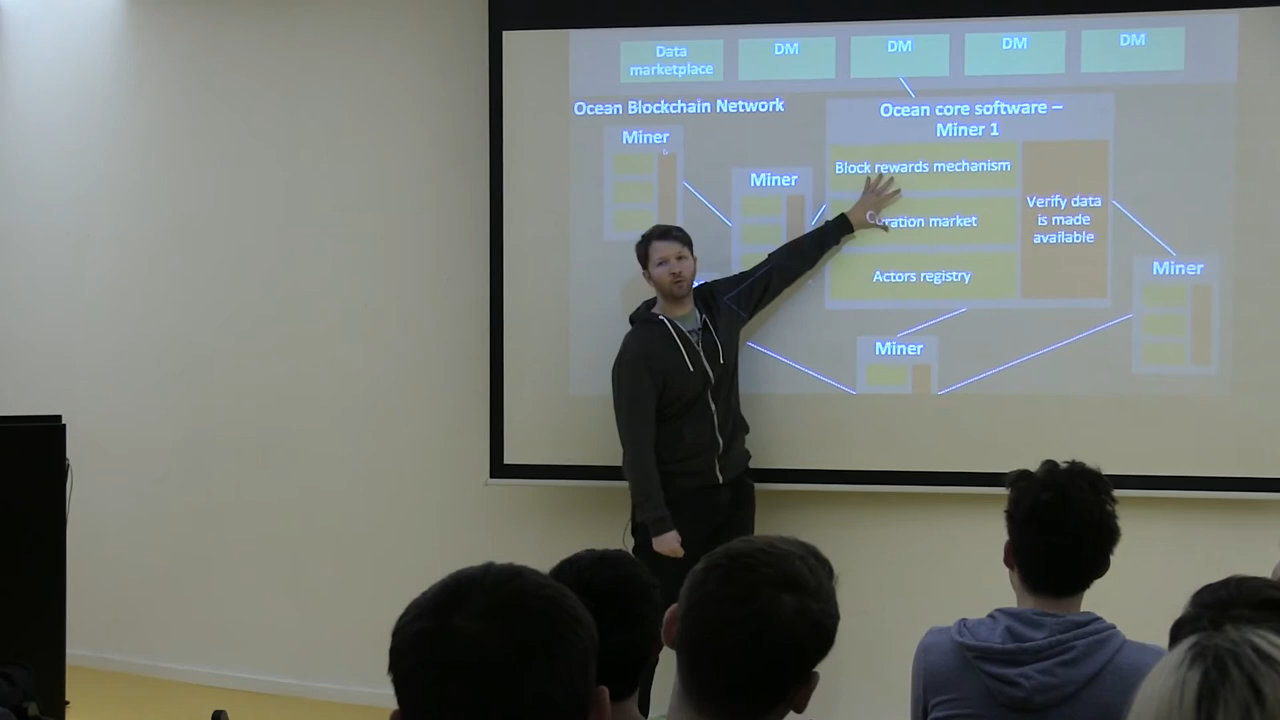 Data
marketplace
DM
DM
DM
DM
Ocean Blockchain Network
Ocean core software –
Miner 1
Miner
Miner
Block rewards mechanism
Curation market
Actors registry
Verify data
is made
available
Miner
Miner